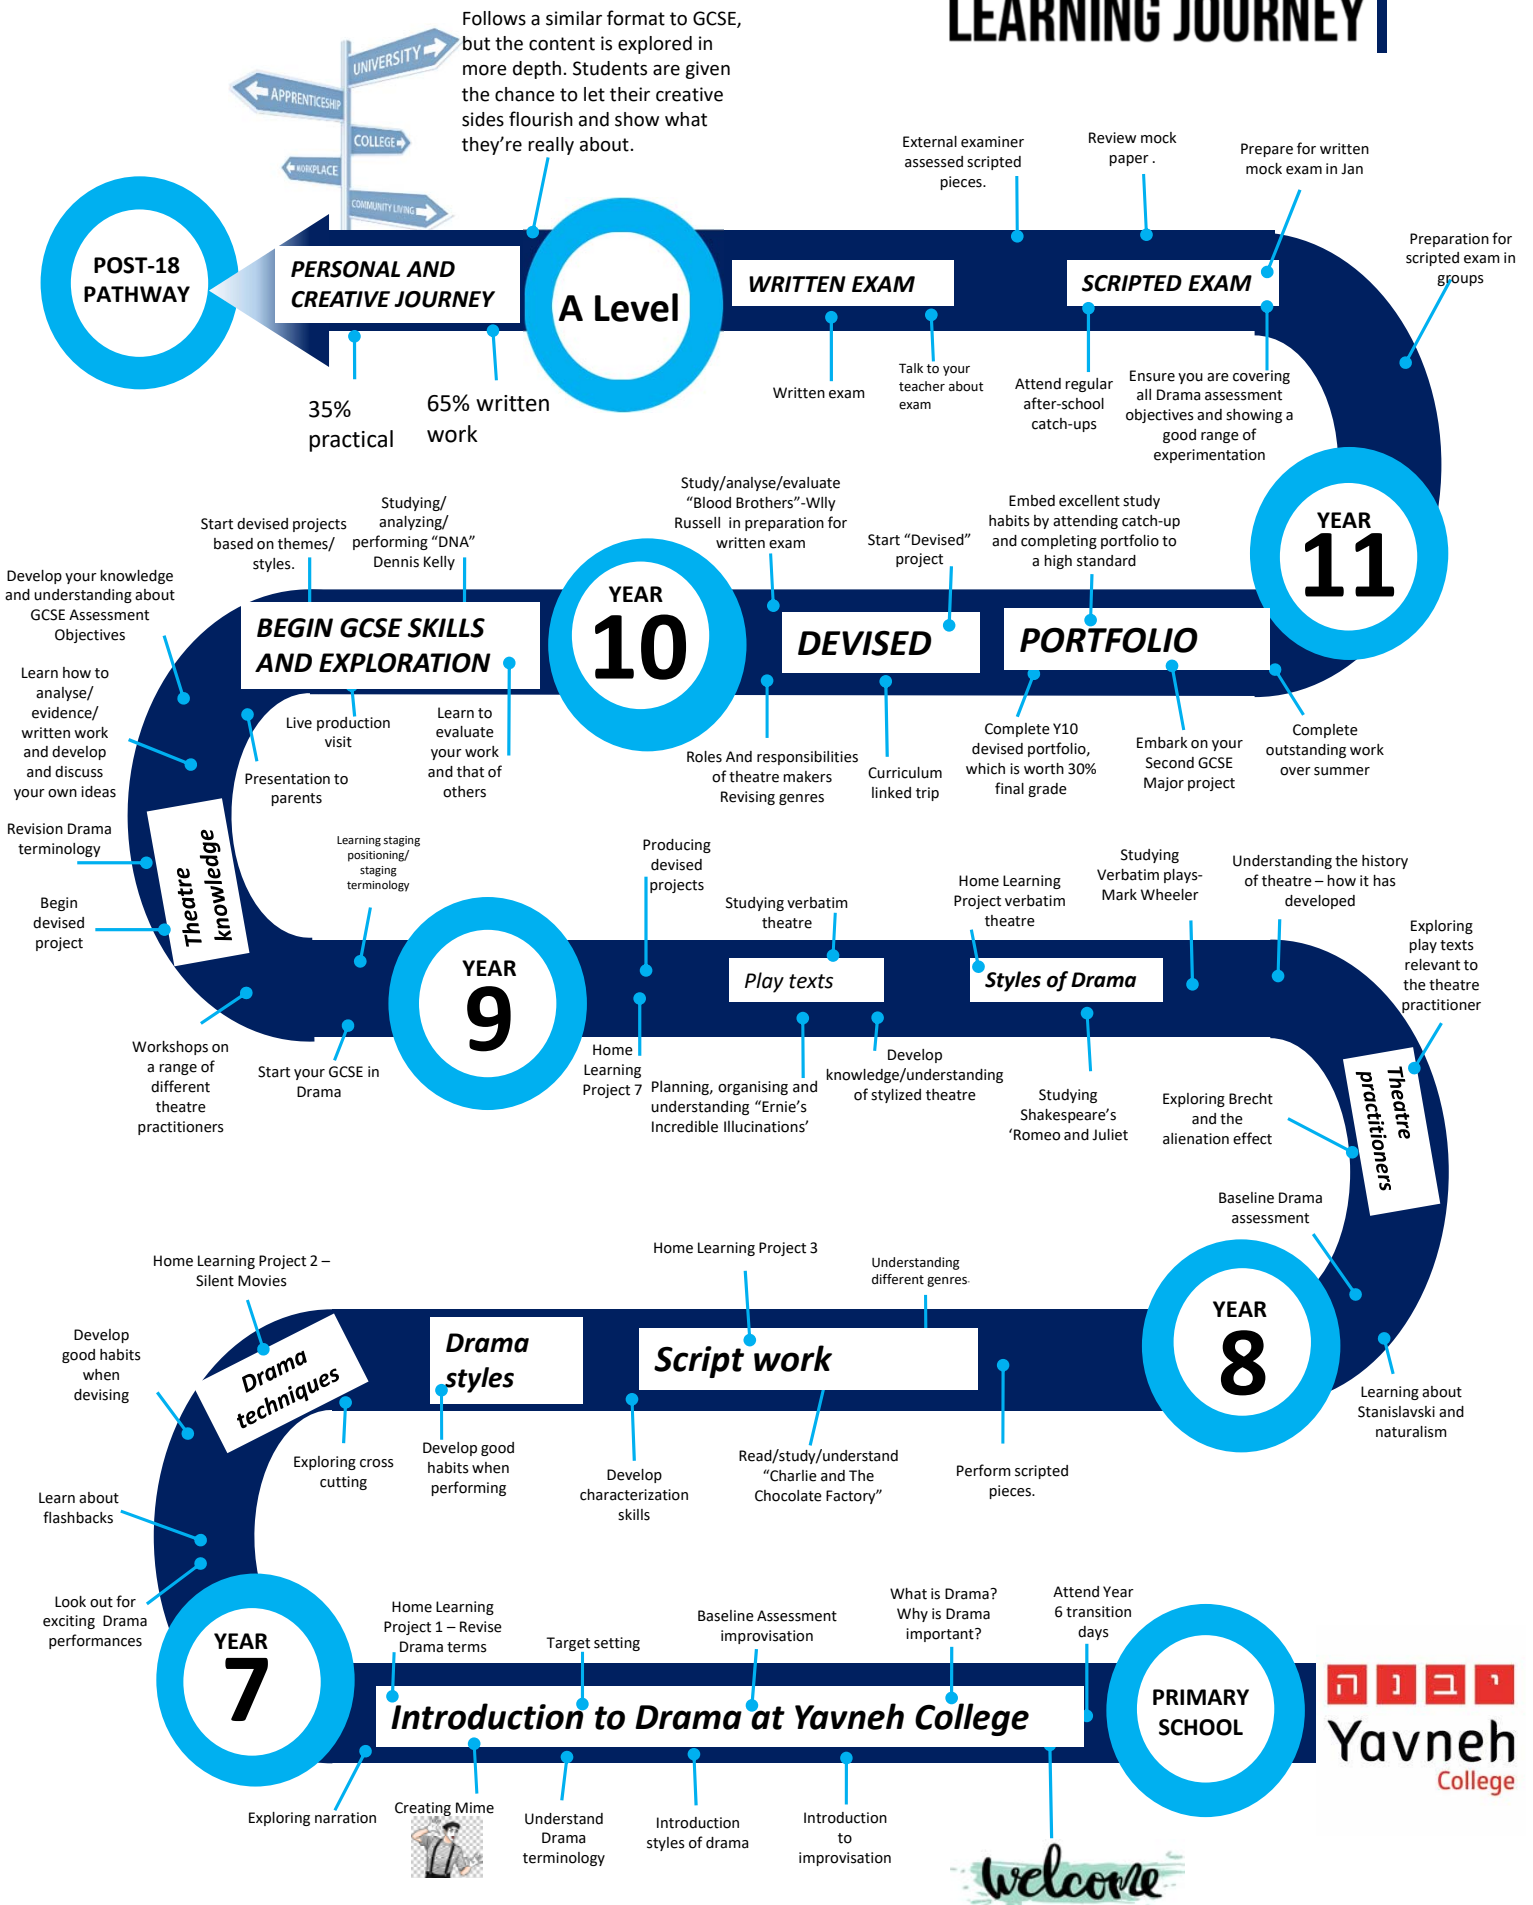 LEARNING JOURNEY
Follows a similar format to GCSE,
but the content is explored in
more depth. Students are given
the chance to let their creative
sides flourish and show what
they're really about.
UNIVERSITY
APPRENTICESHIP
COLLEGE
WORKPLACE
COMMUNITY LIVING
External examiner
assessed scripted
pieces.
Review mock
paper .
Prepare for written
mock exam in Jan
Preparation for
scripted exam in
groups
POST-18
PATHWAY
PERSONAL AND
CREATIVE JOURNEY
A Level
WRITTEN EXAM
SCRIPTED EXAM
35%
practical
65% written
work
Written exam
Talk to your
teacher about
exam
Attend regular
after-school
catch-ups
Ensure you are covering
all Drama assessment
objectives and showing a
good range of
experimentation
YEAR
11
Start devised projects
based on themes/
styles.
Studying/
analyzing/
performing “DNA”
Dennis Kelly
Study/analyse/evaluate
“Blood Brothers”-Wlly
Russell in preparation for
written exam
Start “Devised”
project
Embed excellent study
habits by attending catch-up
and completing portfolio to
a high standard
Develop your knowledge
and understanding about
GCSE Assessment
Objectives
BEGIN GCSE SKILLS
AND EXPLORATION
YEAR
10
DEVISED
PORTFOLIO
Learn how to
analyse/
evidence/
written work
and develop
and discuss
your own ideas
Live production
visit
Presentation to
parents
Learn to
evaluate
your work
and that of
others
Roles And responsibilities
of theatre makers
Revising genres
Curriculum
linked trip
Complete Y10
devised portfolio,
which is worth 30%
final grade
Embark on your
Second GCSE
Major project
Complete
outstanding work
over summer
Revision Drama
terminology
Theatre
knowledge
Begin
devised
project
Learning staging
positioning/
staging
terminology
Producing
devised
projects
Studying verbatim
theatre
Home Learning
Project verbatim
theatre
Studying
Verbatim plays-
Mark Wheeler
Understanding the history
of theatre – how it has
developed
Exploring
play texts
relevant to
the theatre
practitioner
YEAR
9
Play texts
Styles of Drama
Workshops on
a range of
different
theatre
practitioners
Start your GCSE in
Drama
Home
Learning
Project 7
Planning, organising and
understanding “Ernie's
Incredible Illucinations’
Develop
knowledge/understanding
of stylized theatre
Studying
Shakespeare's
‘Romeo and Juliet
Exploring Brecht
and the
alienation effect
Theatre
practitioners
Baseline Drama
assessment
Home Learning Project 2 –
Silent Movies
Home Learning Project 3
Understanding
different genres.
Develop
good habits
when
devising
Drama
techniques
Drama
styles
Script work
YEAR
8
Exploring cross
cutting
Develop good
habits when
performing
Develop
characterization
skills
Read/study/understand
“Charlie and The
Chocolate Factory”
Perform scripted
pieces.
Learning about
Stanislavski and
naturalism
Learn about
flashbacks
Look out for
exciting Drama
performances
YEAR
7
Home Learning
Project 1 – Revise
Drama terms
Target setting
Baseline Assessment
improvisation
What is Drama?
Why is Drama
important?
Attend Year
6 transition
days
Introduction to Drama at Yavneh College
PRIMARY
SCHOOL
יבנה
Yavneh
College
Exploring narration
Creating Mime
Understand
Drama
terminology
Introduction
styles of drama
Introduction
to
improvisation
welcome